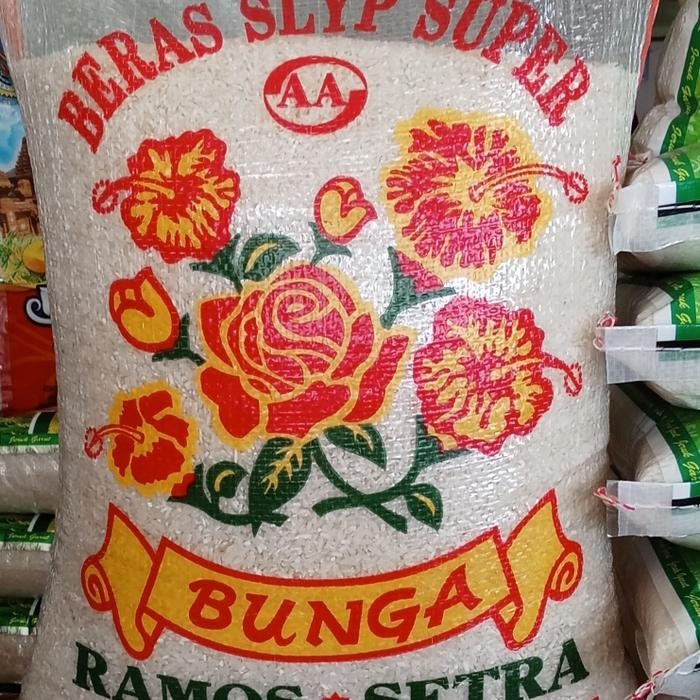 BERAS SLYP SUPER
AA
BUNGA
RAMOS ★ SETRA